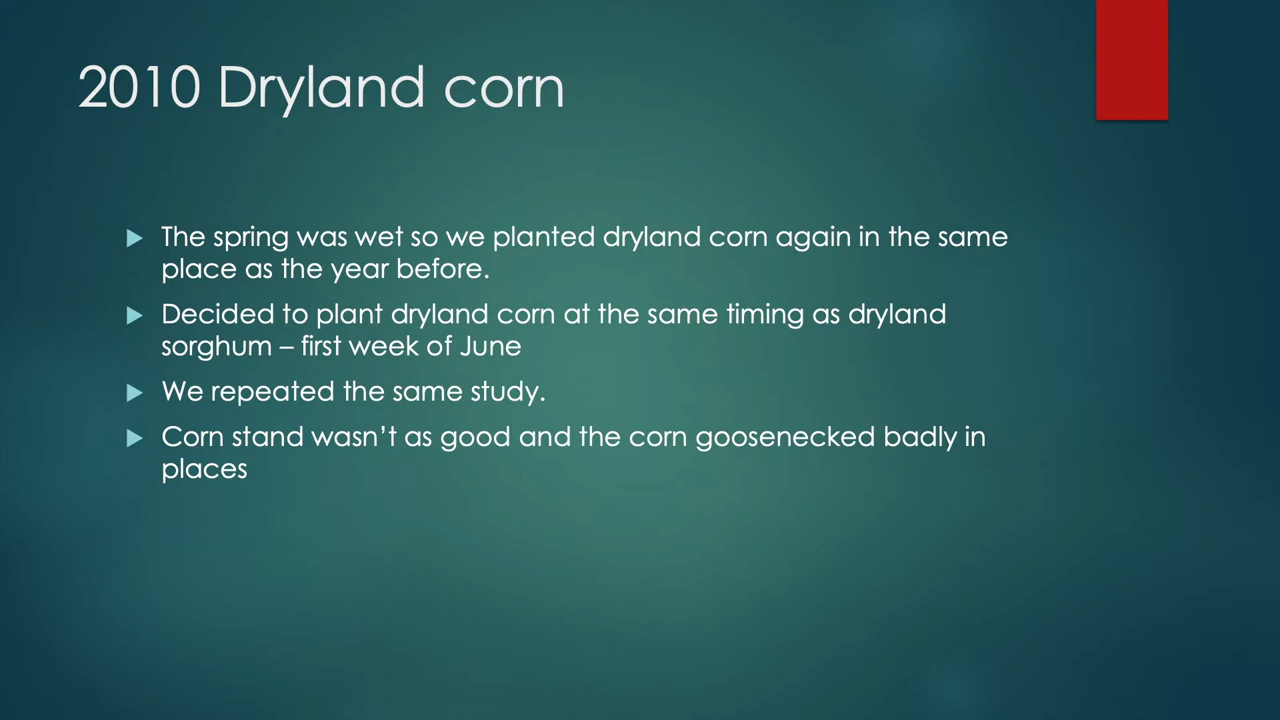 2010 Dryland corn
The spring was wet so we planted dryland corn again in the same
place as the year before.
Decided to plant dryland corn at the same timing as dryland
sorghum – first week of June
We repeated the same study.
Corn stand wasn’t as good and the corn goosenecked badly in
places